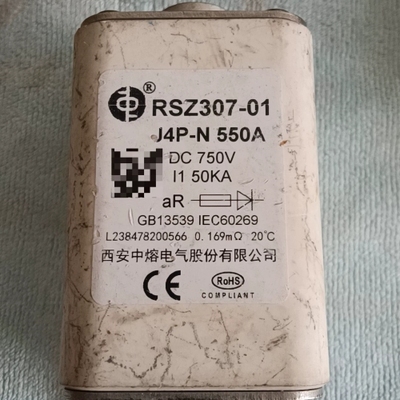 ® RSZ307-01
J4P-N 550A
DC 750V
I1 50KA
aR
GB13539 IEC60269
L238478200566 0.169mΩ 20℃
西安中熔电气股份有限公司
CE RoHS
COMPLIANT